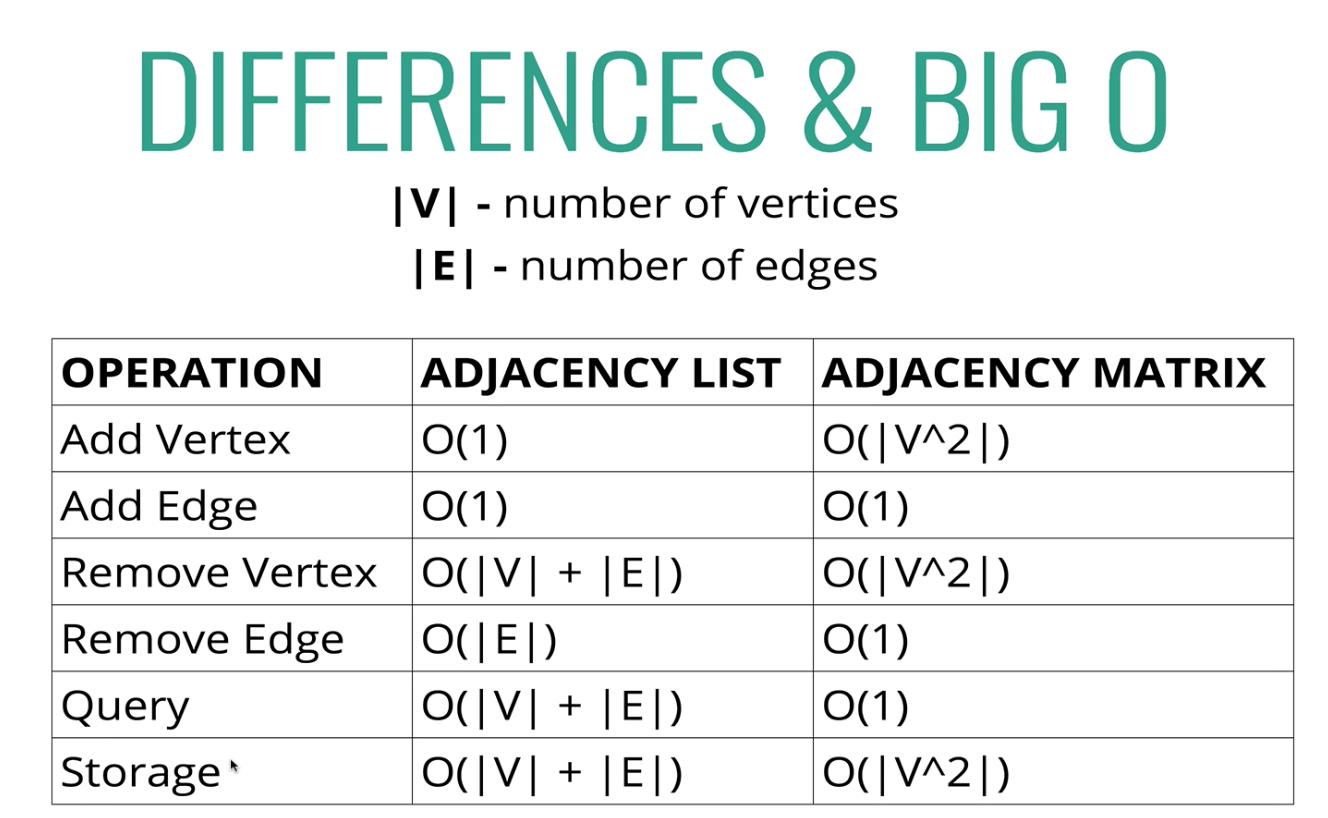 DIFFERENCES & BIG O
|V| - number of vertices
|E| - number of edges
OPERATION ADJACENCY LIST ADJACENCY MATRIX
Add Vertex O(1) O(|V^2|)
Add Edge O(1) O(1)
Remove Vertex O(|V| + |E|) O(|V^2|)
Remove Edge O(|E|) O(1)
Query O(|V| + |E|) O(1)
Storage O(|V| + |E|) O(|V^2|)